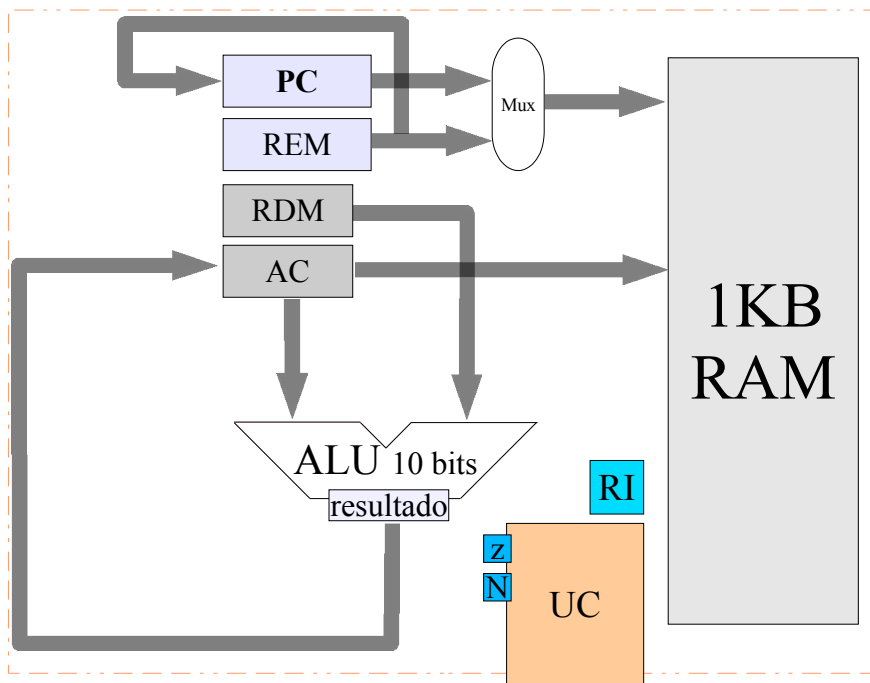 PC
Mux
REM
RDM
AC
1KB
RAM
ALU 10 bits
resultado
RI
z
N
UC